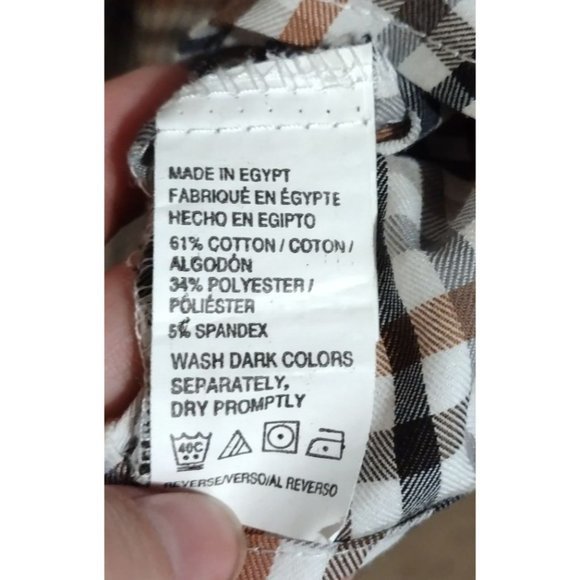 MADE IN EGYPT
FABRIQUÉ EN ÉGYPTE
HECHO EN EGIPTO
61% COTTON / COTON /
ALGODÓN
34% POLYESTER /
POLIÉSTER
5% SPANDEX
WASH DARK COLORS
SEPARATELY,
DRY PROMPTLY
40C
REVERSE/VERSO/AL REVERSO